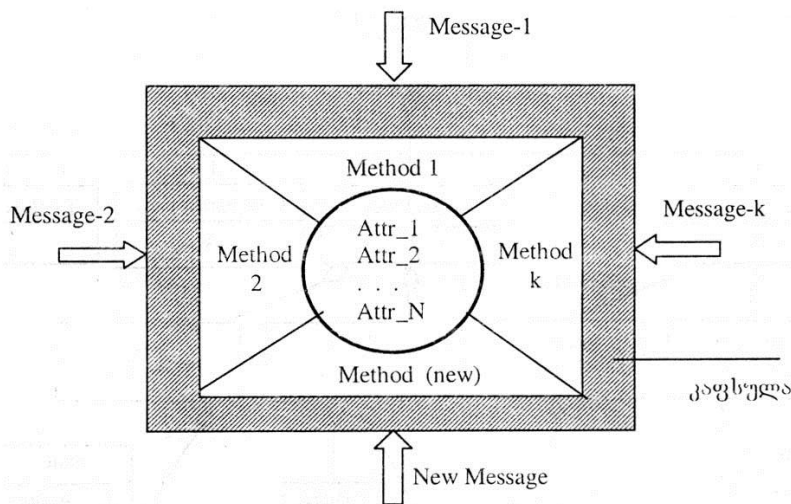 Message-1
Method 1
Message-2
Message-k
Attr_1
Attr_2
. . .
Attr_N
Method
2
Method
k
Method (new)
კაფსულა
New Message